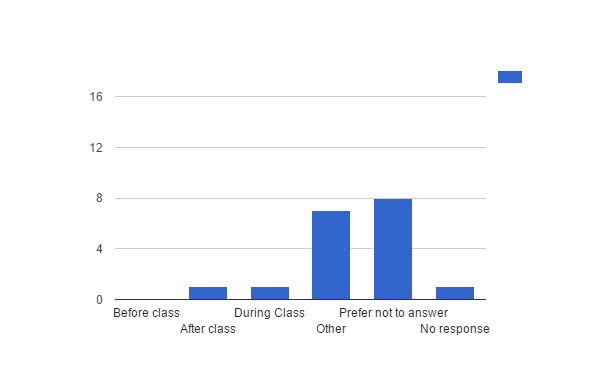 16
12
8
4
0
Before class
During Class
Prefer not to answer
After class
Other
No response